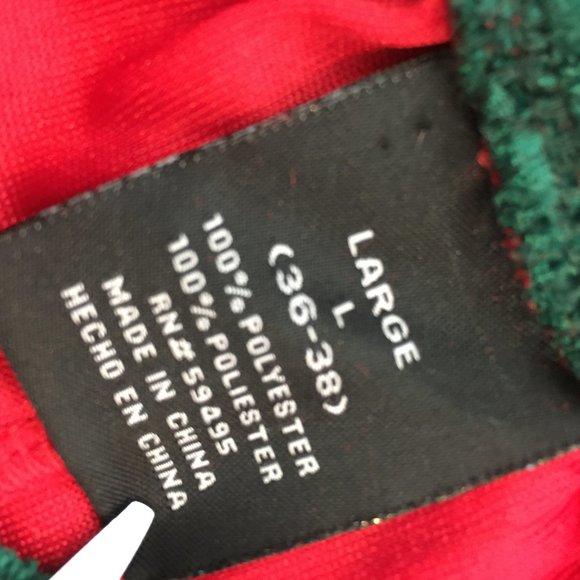 LARGE
L
(36-38)
100% POLYESTER
100% POLIESTER
RN# 59495
MADE IN CHINA
HECHO EN CHINA